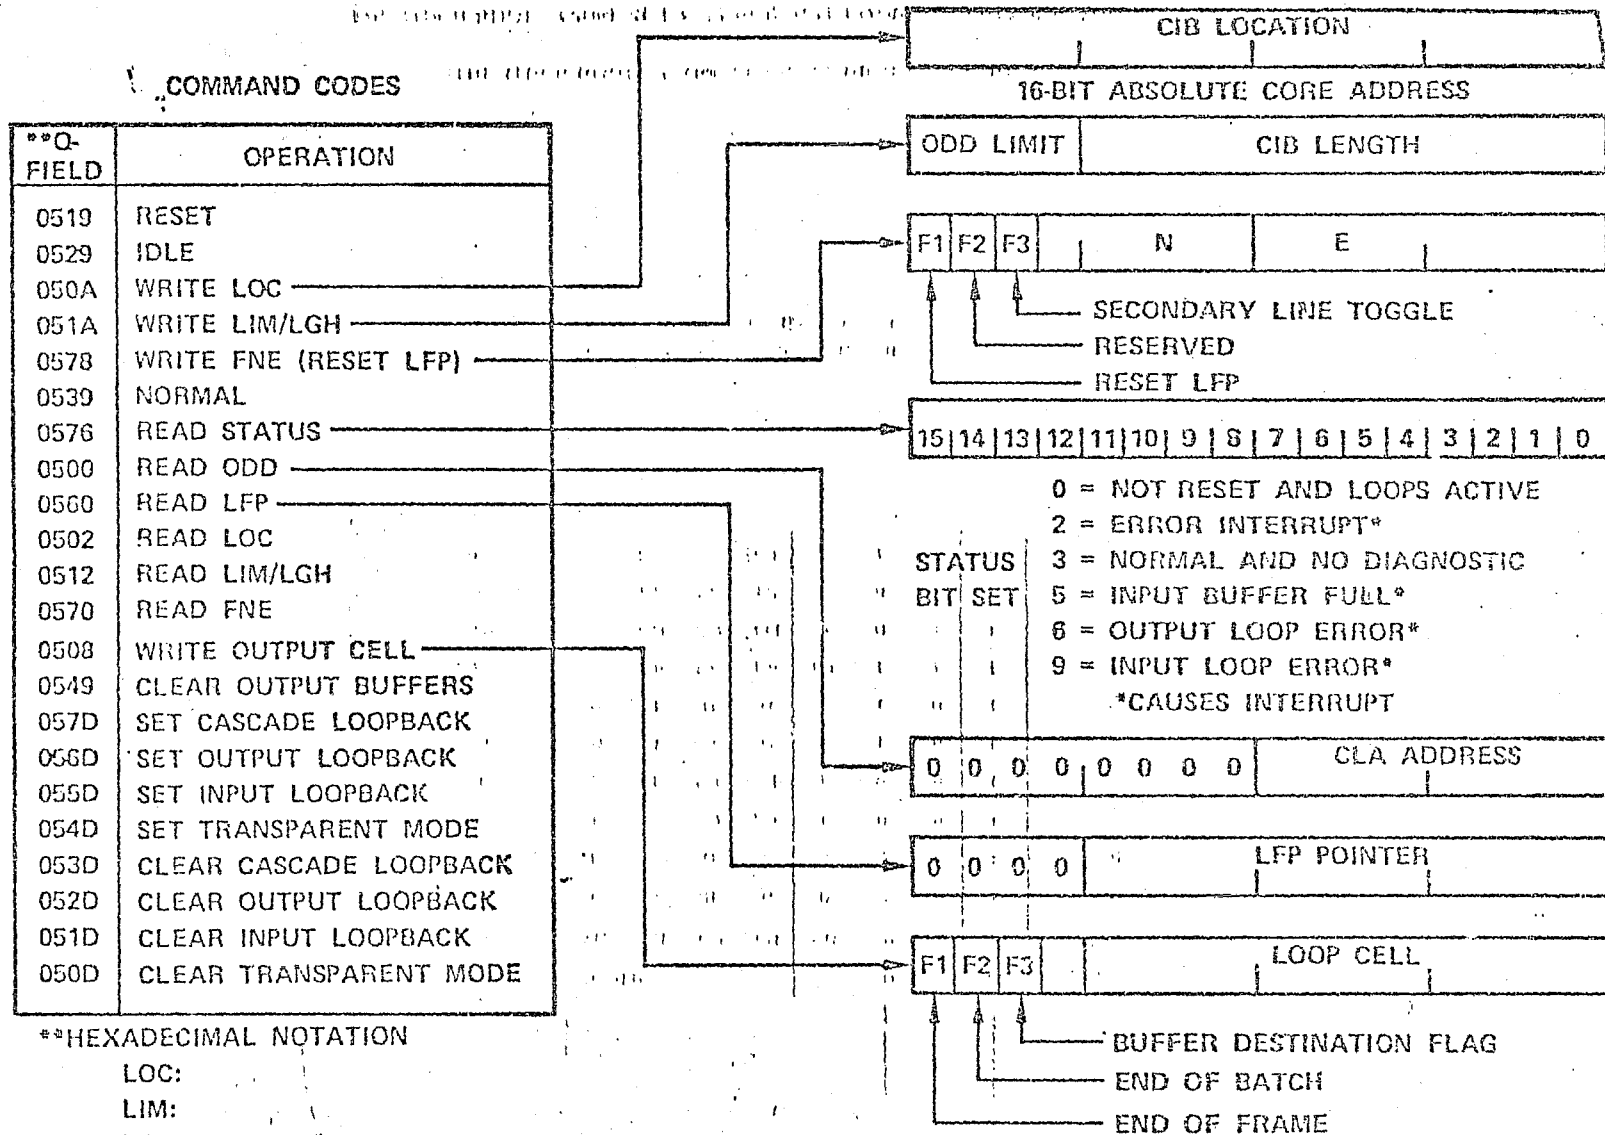 CIB LOCATION
16-BIT ABSOLUTE CORE ADDRESS
COMMAND CODES
**Q-FIELD OPERATION
0519 RESET
0529 IDLE
050A WRITE LOC
051A WRITE LIM/LGH
0578 WRITE FNE (RESET LFP)
0539 NORMAL
0576 READ STATUS
0500 READ ODD
0560 READ LFP
0502 READ LOC
0512 READ LIM/LGH
0570 READ FNE
0508 WRITE OUTPUT CELL
0549 CLEAR OUTPUT BUFFERS
057D SET CASCADE LOOPBACK
056D SET OUTPUT LOOPBACK
055D SET INPUT LOOPBACK
054D SET TRANSPARENT MODE
053D CLEAR CASCADE LOOPBACK
052D CLEAR OUTPUT LOOPBACK
051D CLEAR INPUT LOOPBACK
050D CLEAR TRANSPARENT MODE
**HEXADECIMAL NOTATION
LOC:
LIM:
ODD LIMIT CIB LENGTH
F1 F2 F3 N E
SECONDARY LINE TOGGLE
RESERVED
RESET LFP
15 14 13 12 11 10 9 8 7 6 5 4 3 2 1 0
STATUS
BIT SET
0 = NOT RESET AND LOOPS ACTIVE
2 = ERROR INTERRUPT*
3 = NORMAL AND NO DIAGNOSTIC
5 = INPUT BUFFER FULL*
6 = OUTPUT LOOP ERROR*
9 = INPUT LOOP ERROR*
*CAUSES INTERRUPT
0 0 0 0 0 0 0 0 CLA ADDRESS
0 0 0 0 LFP POINTER
F1 F2 F3 LOOP CELL
BUFFER DESTINATION FLAG
END OF BATCH
END OF FRAME